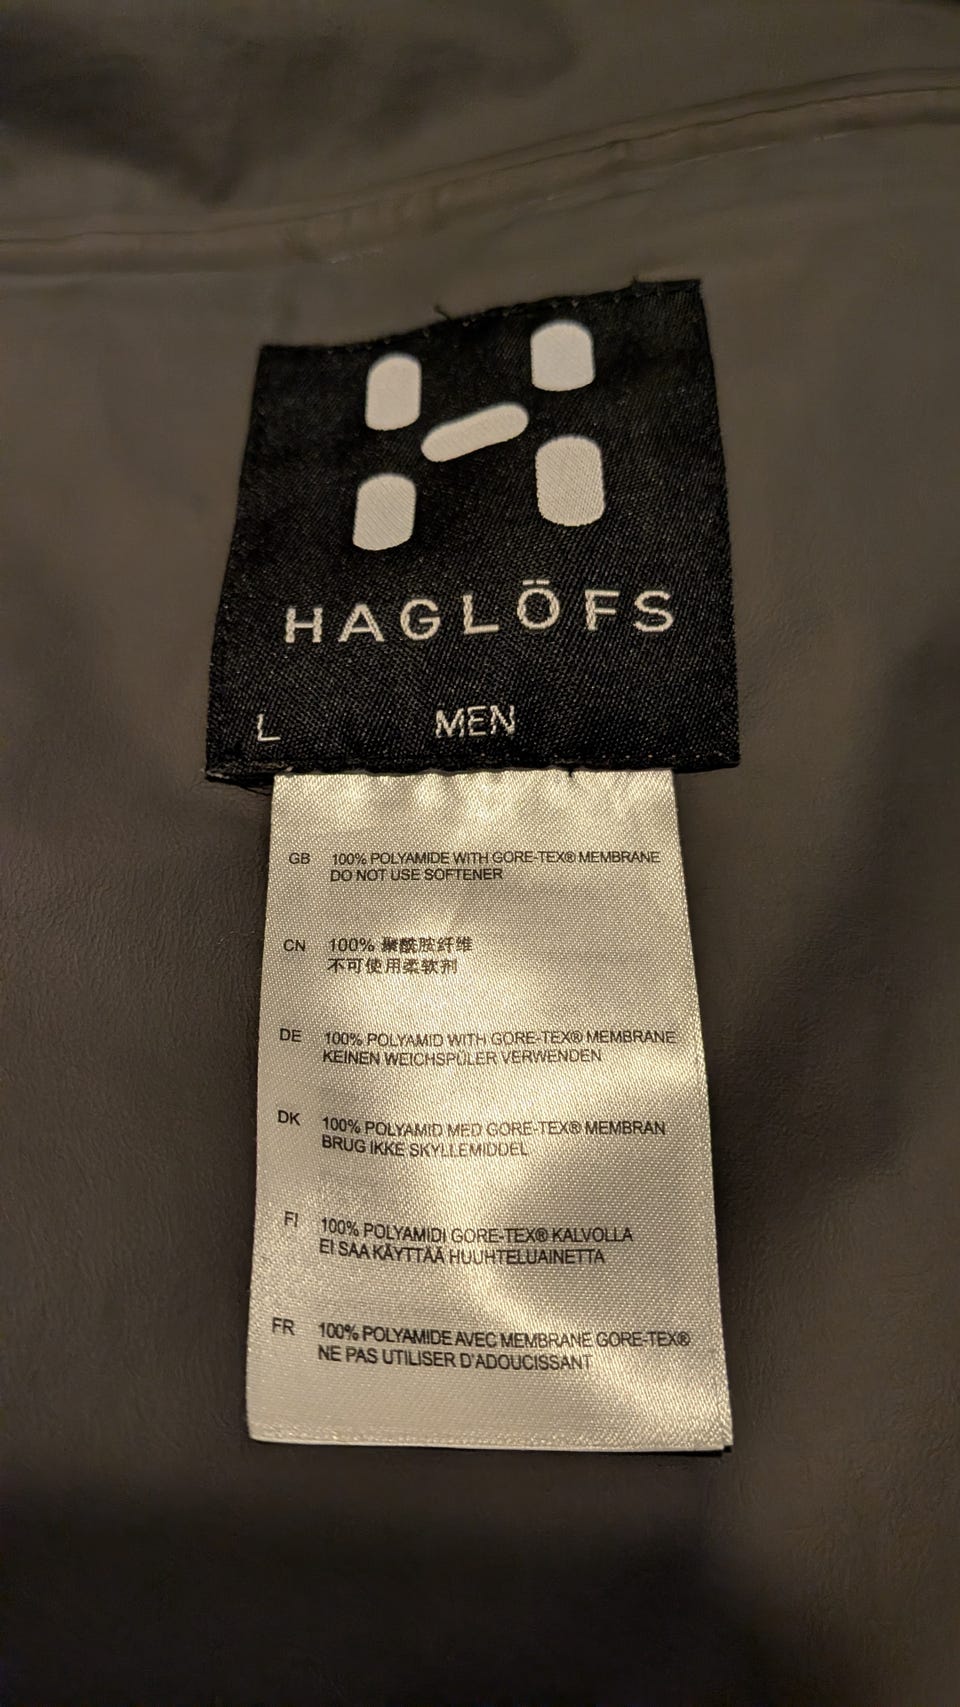 HAGLÖFS
L MEN
GB 100% POLYAMIDE WITH GORE-TEX® MEMBRANE
DO NOT USE SOFTENER
CN 100% 聚酰胺纤维
不可使用柔软剂
DE 100% POLYAMID WITH GORE-TEX® MEMBRANE
KEINEN WEICHSPÜLER VERWENDEN
DK 100% POLYAMID MED GORE-TEX® MEMBRAN
BRUG IKKE SKYLLEMIDDEL
FI 100% POLYAMIDI GORE-TEX® KALVOLLA
EI SAA KÄYTTÄÄ HUUHTELUAINETTA
FR 100% POLYAMIDE AVEC MEMBRANE GORE-TEX®
NE PAS UTILISER D'ADOUCISSANT